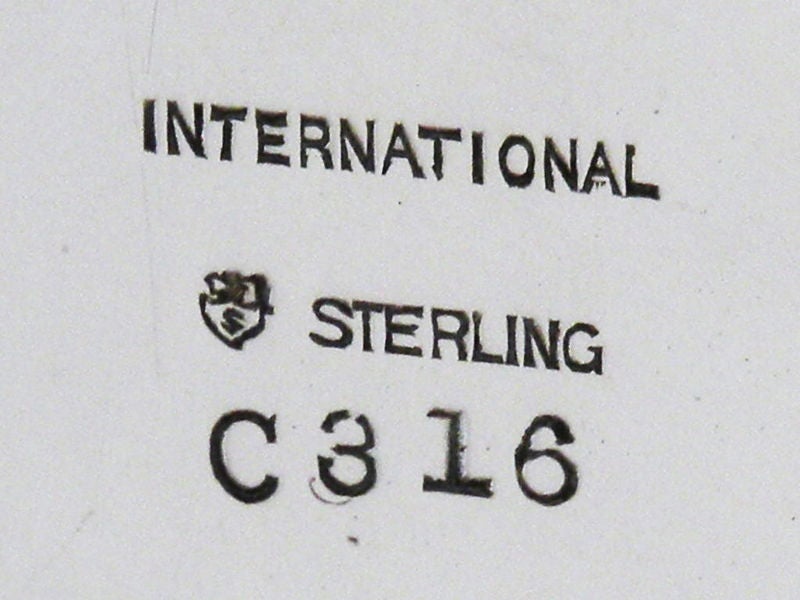 INTERNATIONAL
S STERLING
C316